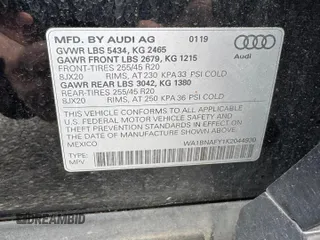 MFD. BY AUDI AG 0119
GVWR LBS 5434, KG 2465
GAWR FRONT LBS 2679, KG 1215
FRONT-TIRES 255/45 R20
8JX20 RIMS, AT 230 KPA 33 PSI COLD
GAWR REAR LBS 3042, KG 1380
REAR-TIRES 255/45 R20
8JX20 RIMS, AT 250 KPA 36 PSI COLD
Audi
THIS VEHICLE CONFORMS TO ALL APPLICABLE
FEDERAL MOTOR VEHICLE SAFETY BUMPER
AND THEFT PREVENTION STANDARDS IN EFFECT
ON THE DATE OF MANUFACTURE SHOWN ABOVE.
MEXICO
TYPE:
MPV
DREAMBID